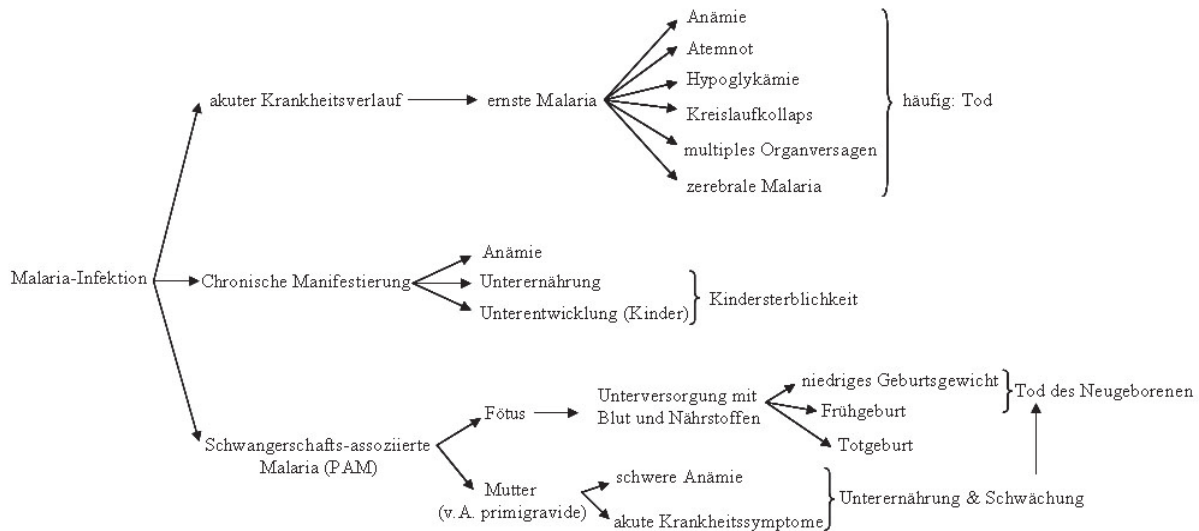 Anämie
Atemnot
Hypoglykämie
akuter Krankheitsverlauf
ernste Malaria
Kreislaufkollaps
häufig: Tod
multiples Organversagen
zerebrale Malaria
Malaria-Infektion
Chronische Manifestierung
Anämie
Unterernährung
Unterentwicklung (Kinder)
Kindersterblichkeit
Schwangerschafts-assoziierte
Malaria (PAM)
Fötus
Unterversorgung mit
Blut und Nährstoffen
niedriges Geburtsgewicht
Frühgeburt
Totgeburt
Tod des Neugeborenen
Mutter
(v.A. primigravide)
schwere Anämie
akute Krankheitssymptome
Unterernährung & Schwächung